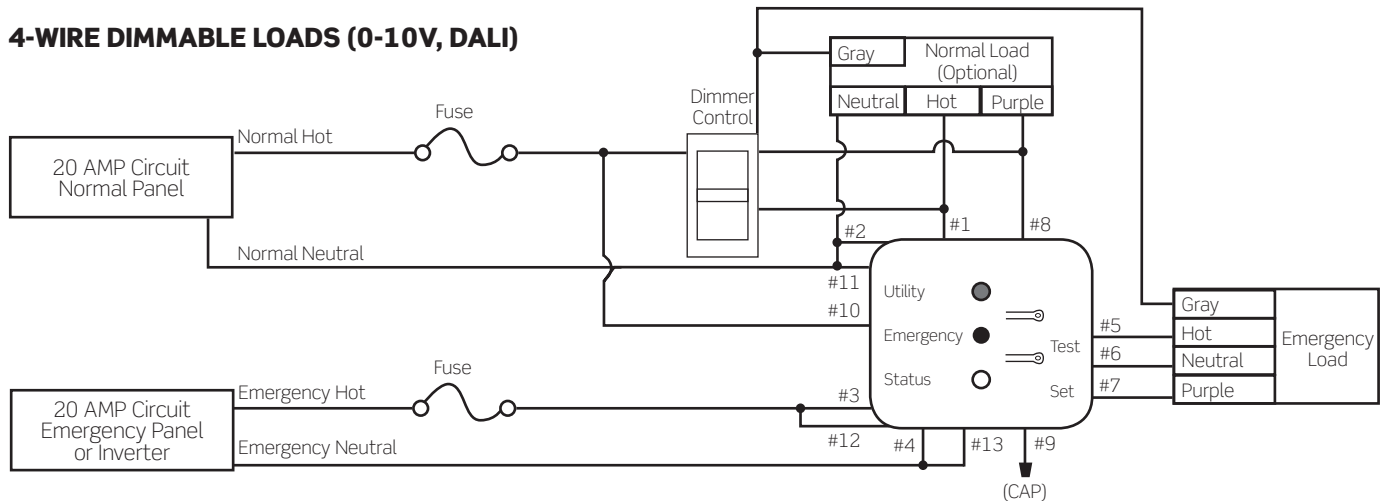 4-WIRE DIMMABLE LOADS (0-10V, DALI)
Gray
Normal Load
(Optional)
Neutral
Hot
Purple
Dimmer
Control
Fuse
Normal Hot
20 AMP Circuit
Normal Panel
Normal Neutral
#2
#1
#8
#11
#10
Utility
Emergency
Status
Test
Set
#5
#6
#7
Gray
Hot
Neutral
Purple
Emergency
Load
Fuse
Emergency Hot
20 AMP Circuit
Emergency Panel
or Inverter
Emergency Neutral
#3
#12
#4
#13
#9
(CAP)